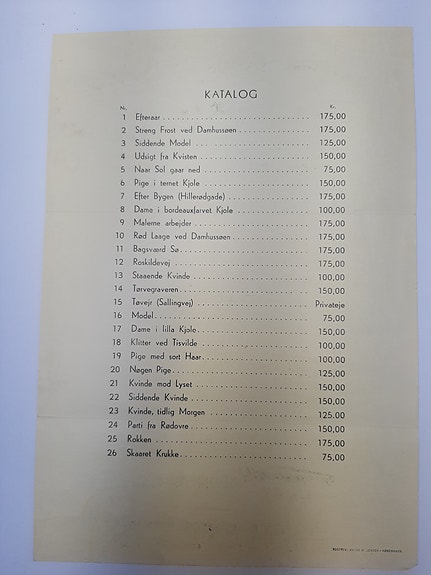 KATALOG
Nr. Kr.
1 Efteraar 175,00
2 Streng Frost ved Damhussøen 175,00
3 Siddende Model 125,00
4 Udsigt fra Kvisten 150,00
5 Naar Sol gaar ned 75,00
6 Pige i ternet Kjole 150,00
7 Efter Bygen (Hillerødgade) 175,00
8 Dame i bordeauxfarvet Kjole 100,00
9 Malerne arbejder 175,00
10 Rød Laage ved Damhussøen 175,00
11 Bagsværd Sø 175,00
12 Roskildevej 175,00
13 Staaende Kvinde 100,00
14 Tørvegraveren 150,00
15 Tøvejr (Sallingvej) Privateje
16 Model 75,00
17 Dame i lilla Kjole 150,00
18 Klitter ved Tisvilde 100,00
19 Pige med sort Haar 100,00
20 Nøgen Pige 125,00
21 Kvinde mod Lyset 150,00
22 Siddende Kvinde 150,00
23 Kvinde, tidlig Morgen 125.00
24 Parti fra Rødovre 150,00
25 Rokken 175,00
26 Skaaret Krukke 75,00